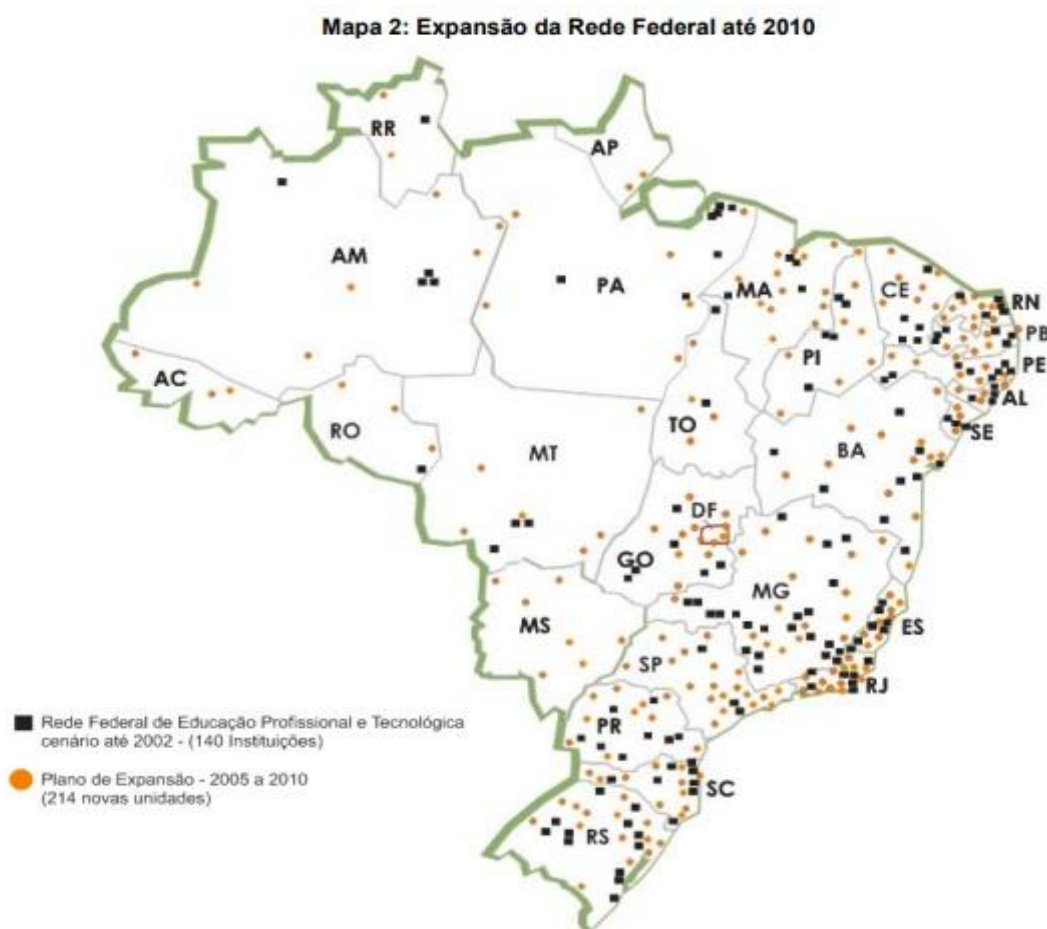 Mapa 2: Expansão da Rede Federal até 2010
RR
AP
AM
PA
MA
CE
RN
PB
PI
PE
AC
AL
TO
SE
RO
BA
MT
DF
GO
MG
MS
ES
SP
RJ
PR
SC
RS
Rede Federal de Educação Profissional e Tecnológica
cenário até 2002 - (140 Instituições)
Plano de Expansão - 2005 a 2010
(214 novas unidades)